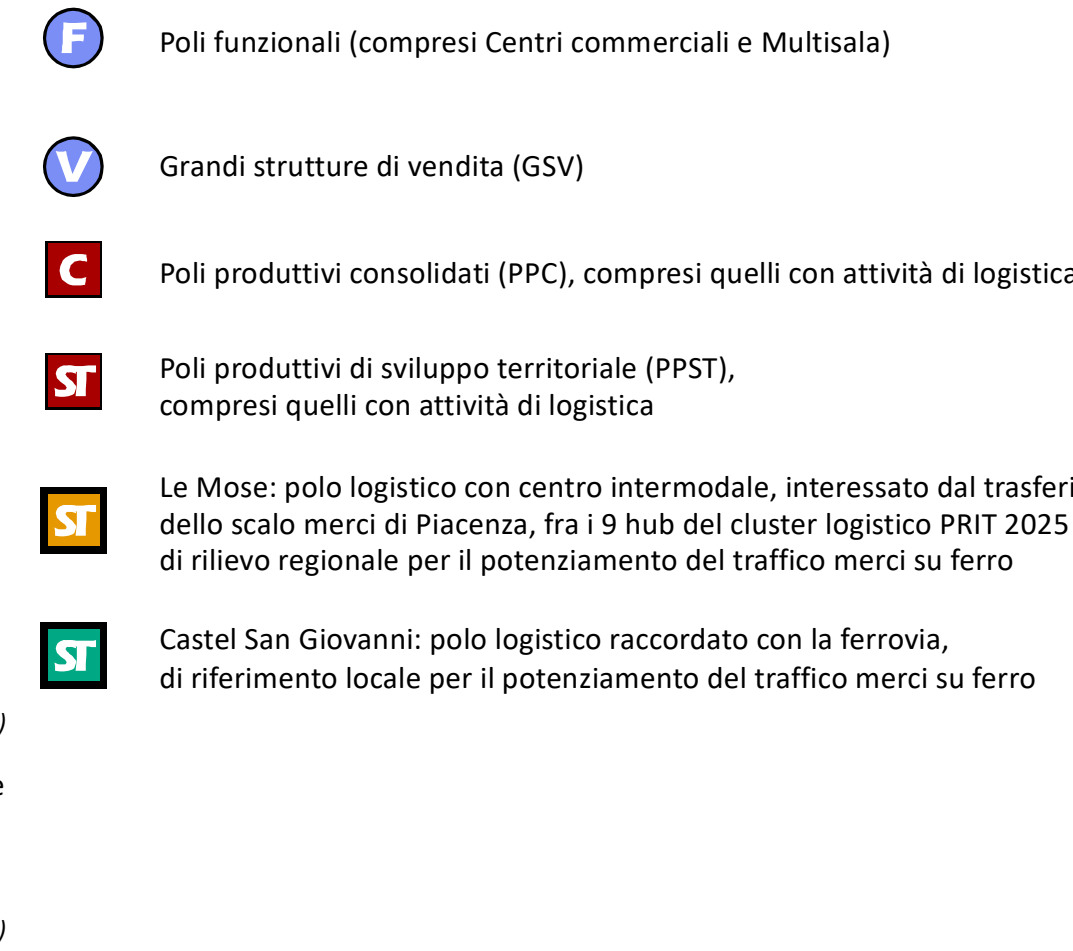 F Poli funzionali (compresi Centri commerciali e Multisala)
V Grandi strutture di vendita (GSV)
C Poli produttivi consolidati (PPC), compresi quelli con attività di logistica
ST Poli produttivi di sviluppo territoriale (PPST),
compresi quelli con attività di logistica
Le Mose: polo logistico con centro intermodale, interessato dal trasferi
ST dello scalo merci di Piacenza, fra i 9 hub del cluster logistico PRIT 2025
di rilievo regionale per il potenziamento del traffico merci su ferro
ST Castel San Giovanni: polo logistico raccordato con la ferrovia,
di riferimento locale per il potenziamento del traffico merci su ferro
)
e
)